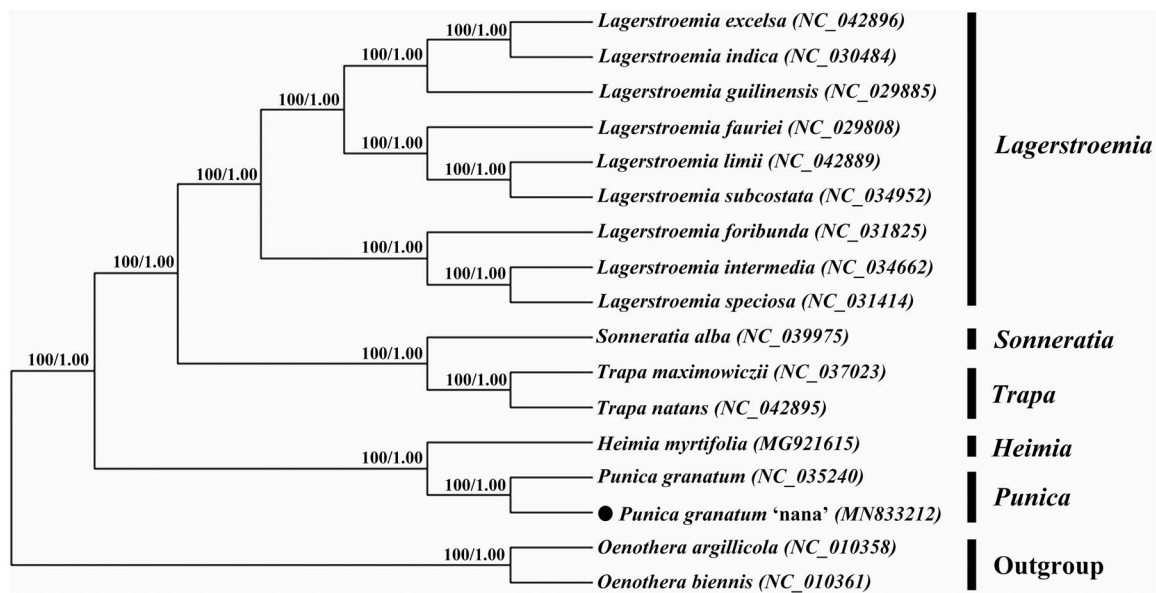 Lagerstroemia excelsa (NC_042896)
100/1.00
Lagerstroemia indica (NC_030484)
100/1.00
Lagerstroemia guilinensis (NC_029885)
100/1.00
Lagerstroemia fauriei (NC_029808)
100/1.00
Lagerstroemia limii (NC_042889)
100/1.00
Lagerstroemia subcostata (NC_034952)
100/1.00
Lagerstroemia foribunda (NC_031825)
100/1.00
Lagerstroemia intermedia (NC_034662)
100/1.00
Lagerstroemia speciosa (NC_031414)
Lagerstroemia
100/1.00
Sonneratia alba (NC_039975)
Sonneratia
100/1.00
Trapa maximowiczii (NC_037023)
100/1.00
Trapa natans (NC_042895)
Trapa
100/1.00
Heimia myrtifolia (MG921615)
Heimia
100/1.00
Punica granatum (NC_035240)
100/1.00
Punica granatum ‘nana’ (MN833212)
Punica
Oenothera argillicola (NC_010358)
100/1.00
Oenothera biennis (NC_010361)
Outgroup